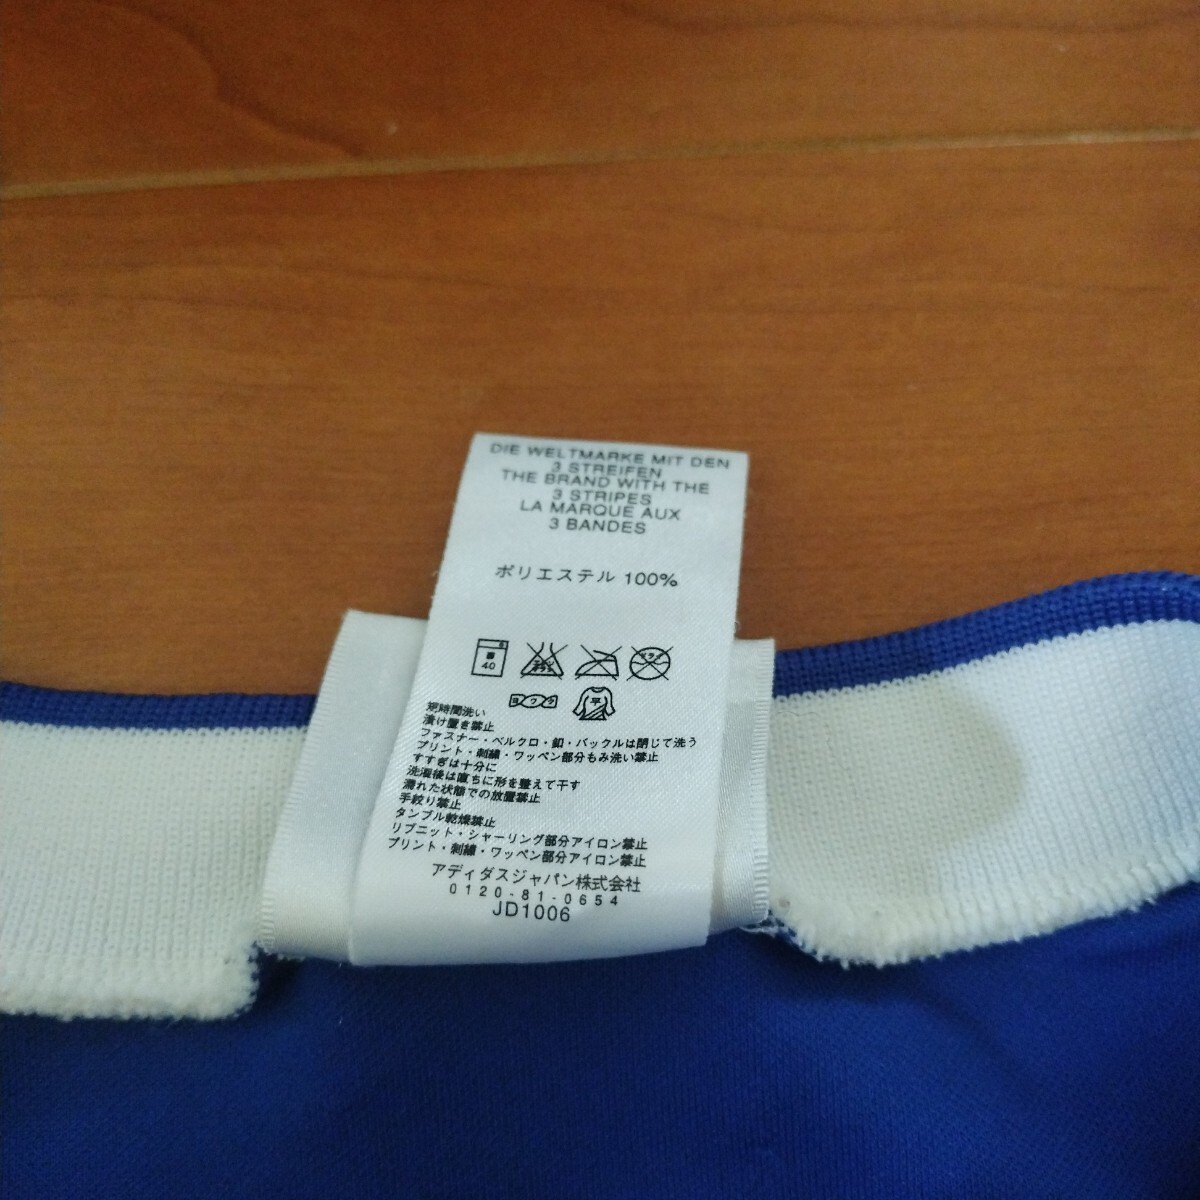 DIE WELTMARKE MIT DEN
3 STREIFEN
THE BRAND WITH THE
3 STRIPES
LA MARQUE AUX
3 BANDES
ポリエステル 100%
40
ヨワク
平
短時間洗い
漬け置き禁止
ファスナー・ベルクロ・釦・バックルは閉じて洗う
プリント・刺繍・ワッペン部分もみ洗い禁止
すすぎは十分に
洗濯後は直ちに形を整えて干す
濡れた状態での放置禁止
手絞り禁止
タンブル乾燥禁止
リブニット・シャーリング部分アイロン禁止
プリント・刺繍・ワッペン部分アイロン禁止
アディダスジャパン株式会社
0120-81-0654
JD1006